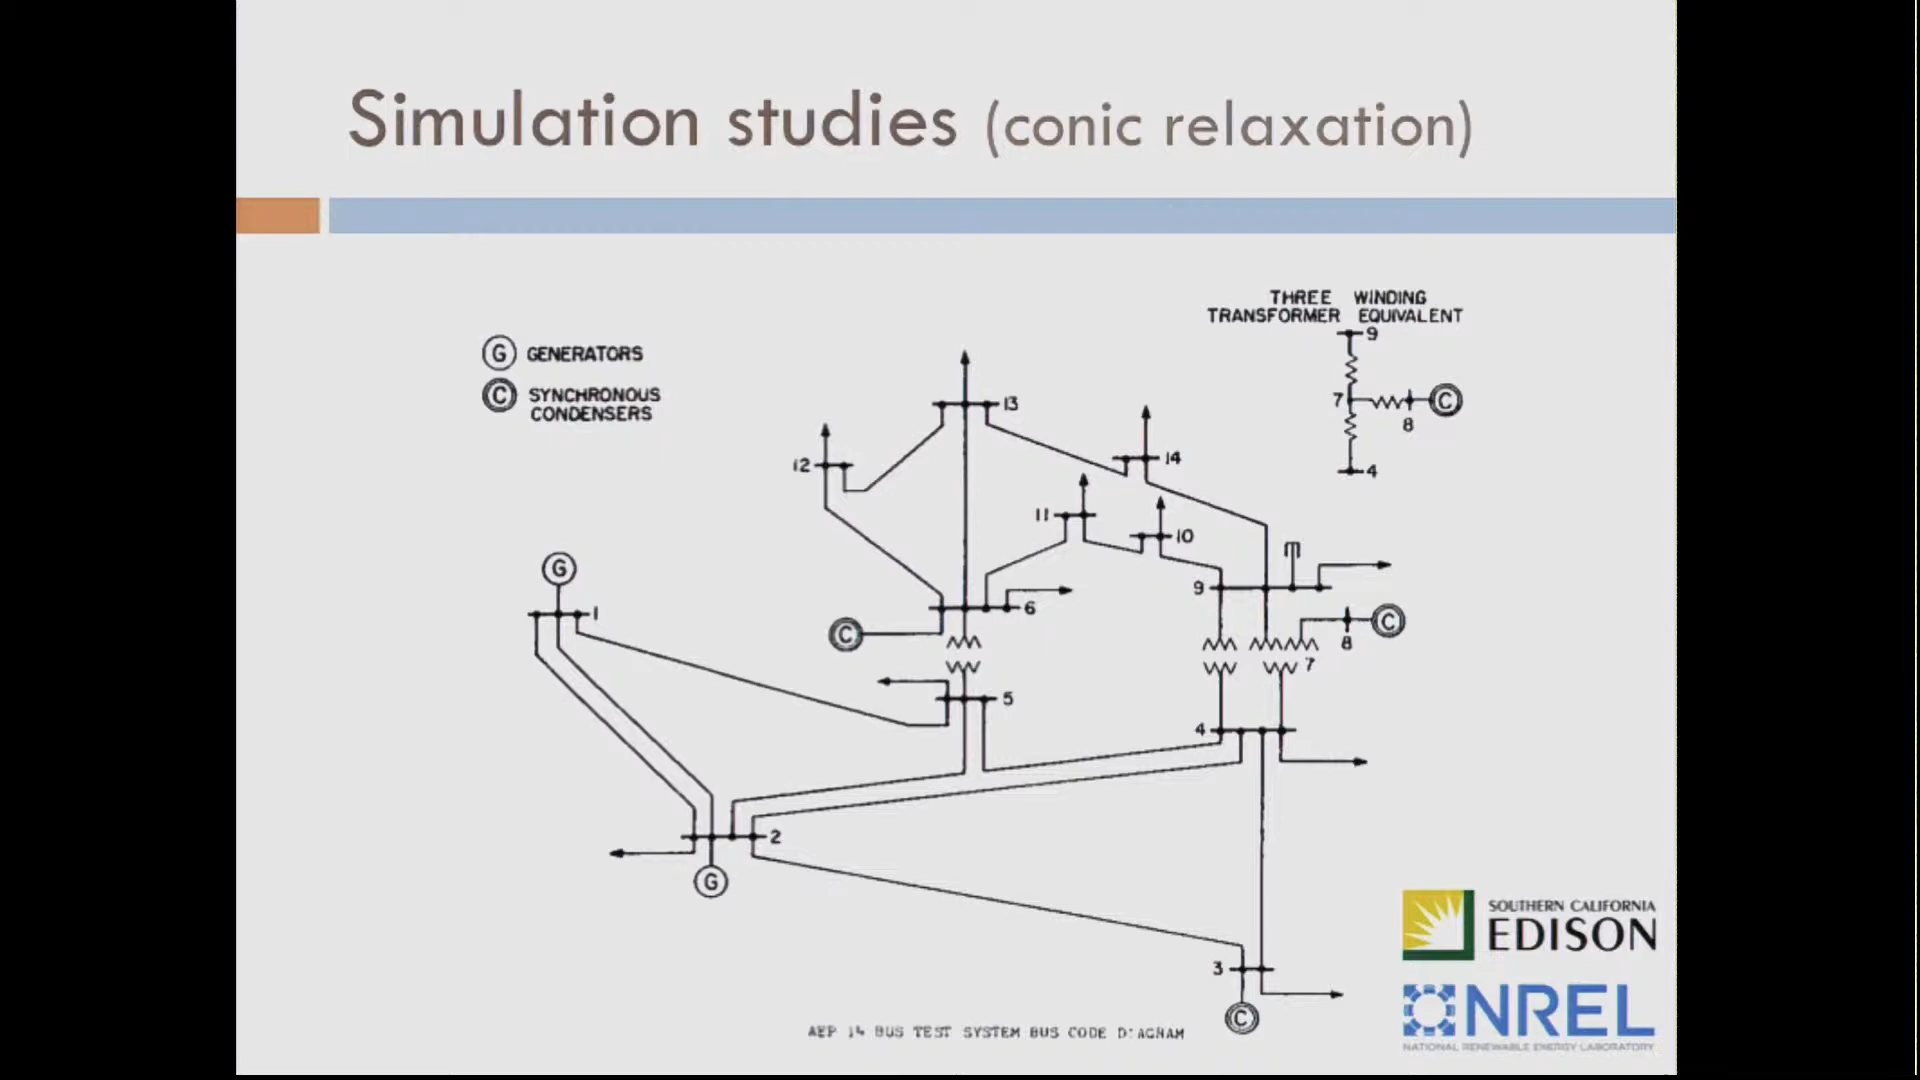 Simulation studies (conic relaxation)
THREE WINDING
TRANSFORMER EQUIVALENT
9
7
C
8
4
G GENERATORS
C SYNCHRONOUS
CONDENSERS
13
12
14
11
10
G
1
9
6
C
C
8
7
5
4
2
G
3
C
AEP 14 BUS TEST SYSTEM BUS CODE D:AGRAM
SOUTHERN CALIFORNIA
EDISON
NREL
NATIONAL RENEWABLE ENERGY LABORATORY